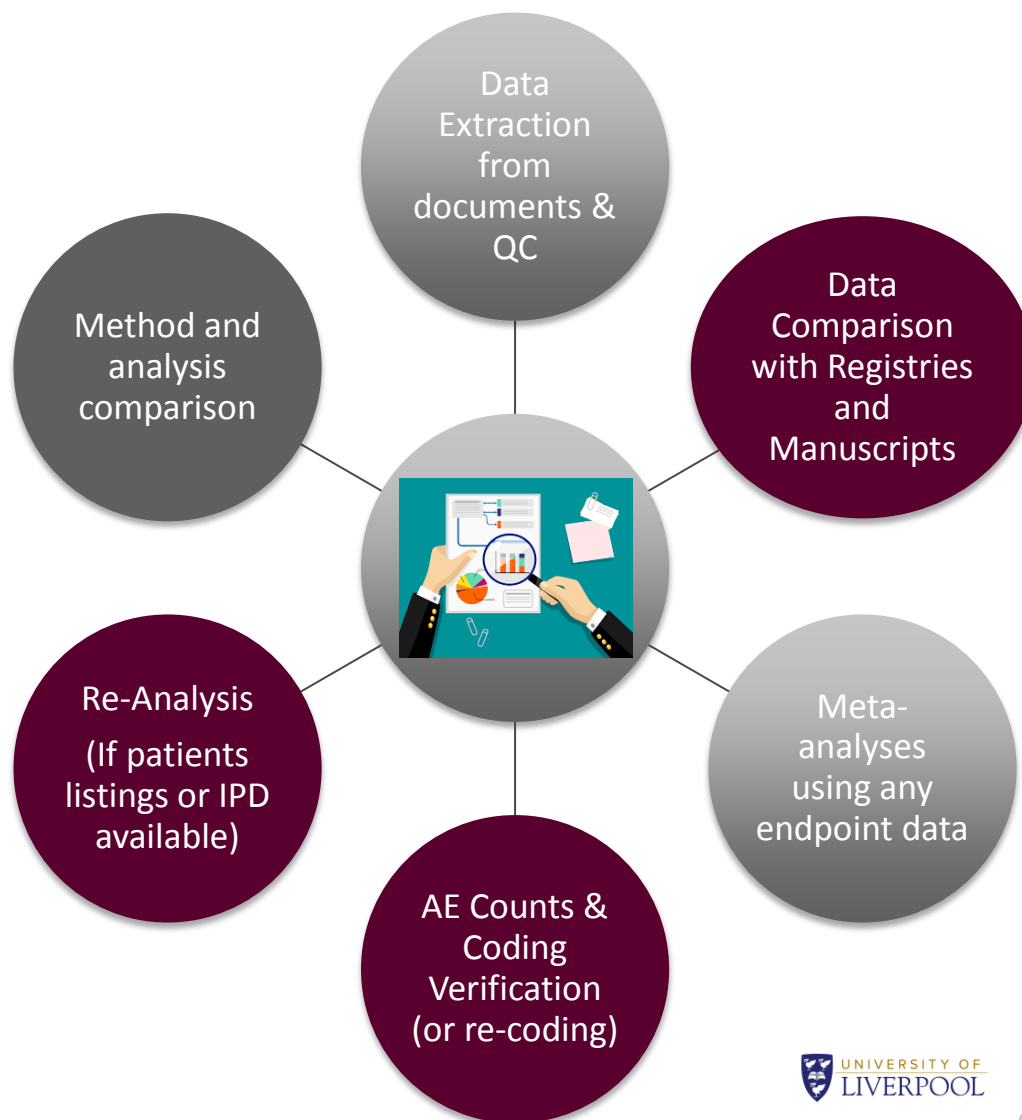 Data
Extraction
from
documents &
QC
Data
Comparison
with Registries
and
Manuscripts
Meta-
analyses
using any
endpoint data
AE Counts &
Coding
Verification
(or re-coding)
Re-Analysis
(If patients
listings or IPD
available)
Method and
analysis
comparison
UNIVERSITY OF
LIVERPOOL